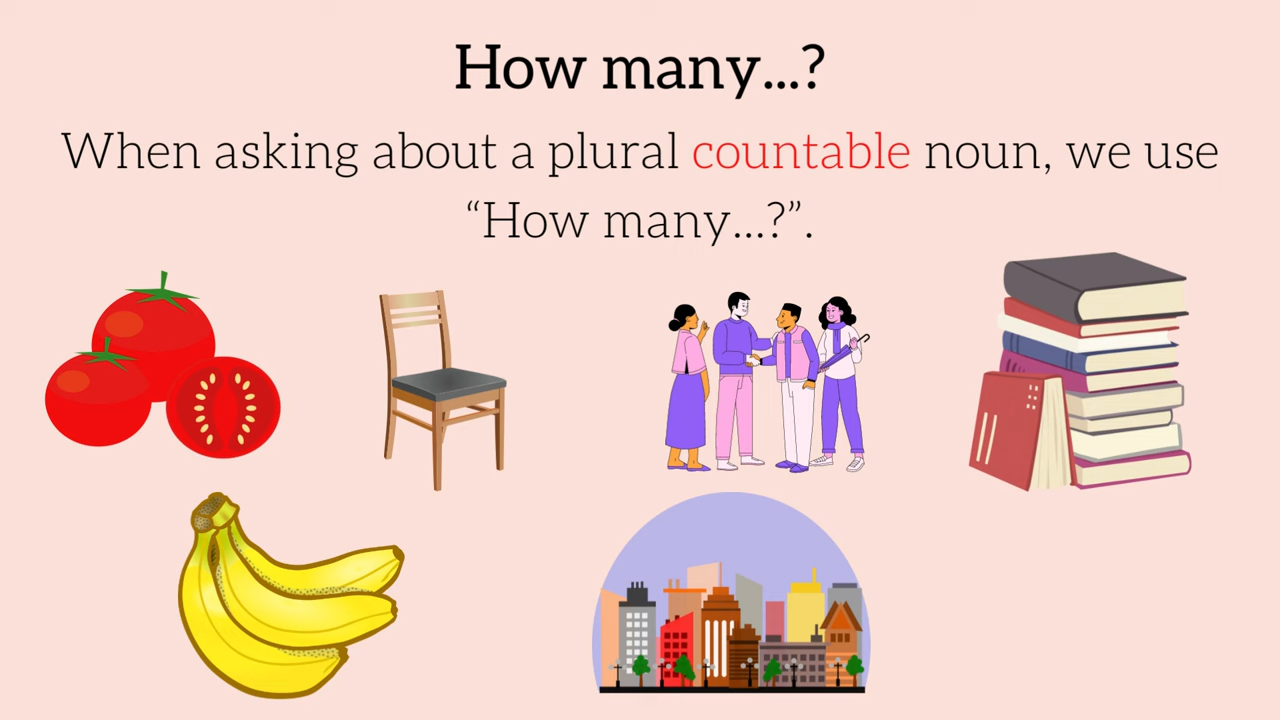 How many...?
When asking about a plural countable noun, we use
“How many...?”.